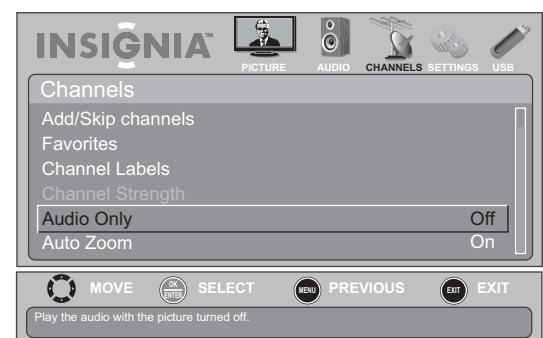 INSIGNIA™
PICTURE AUDIO CHANNELS SETTINGS USB
Channels
Add/Skip channels
Favorites
Channel Labels
Channel Strength
Audio Only Off
Auto Zoom On
MOVE OK ENTER SELECT MENU PREVIOUS EXIT EXIT
Play the audio with the picture turned off.